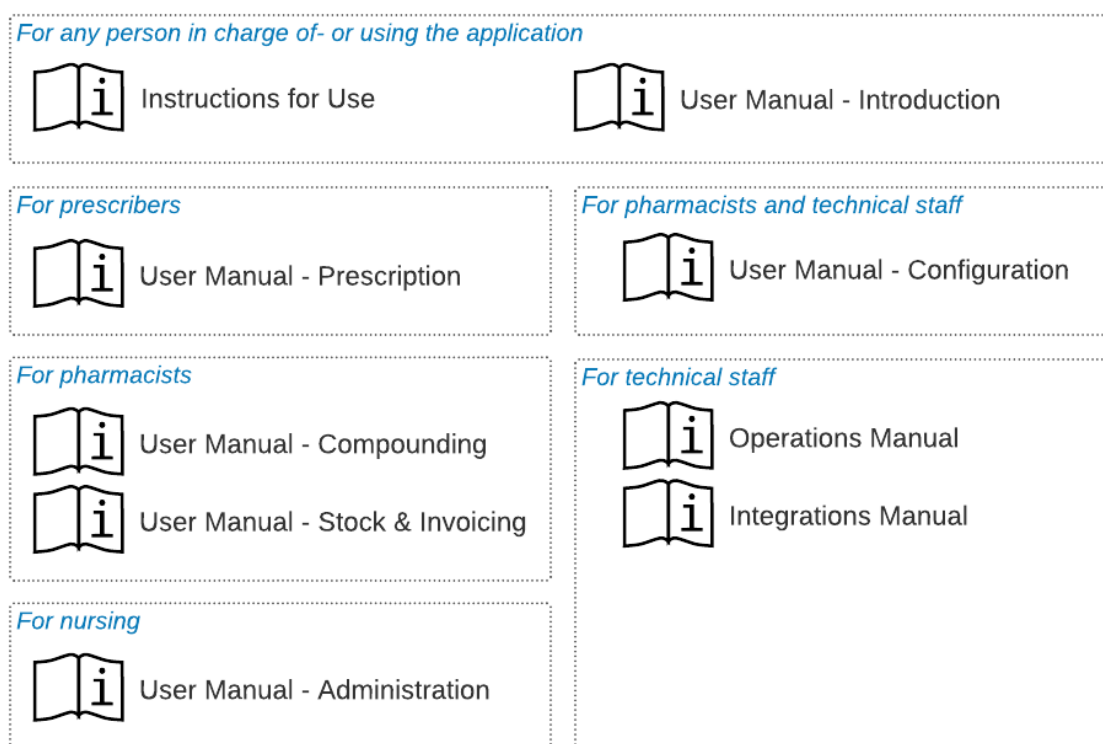 For any person in charge of- or using the application
Instructions for Use
User Manual - Introduction
For prescribers
User Manual - Prescription
For pharmacists and technical staff
User Manual - Configuration
For pharmacists
User Manual - Compounding
User Manual - Stock & Invoicing
For technical staff
Operations Manual
Integrations Manual
For nursing
User Manual - Administration